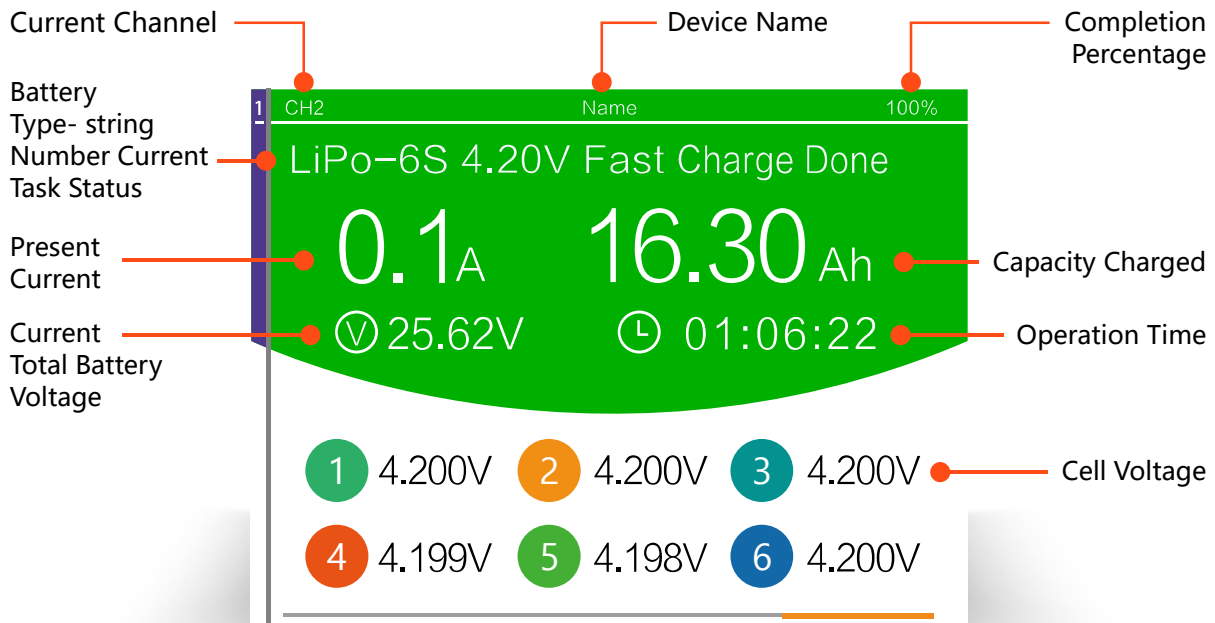 Current Channel
Device Name
Completion
Percentage
Battery
Type- string
Number Current
Task Status
1 CH2 Name 100%
LiPo-6S 4.20V Fast Charge Done
Present
Current
0.1A 16.30Ah
Capacity Charged
Current
Total Battery
Voltage
V 25.62V 01:06:22
Operation Time
1 4.200V 2 4.200V 3 4.200V
Cell Voltage
4 4.199V 5 4.198V 6 4.200V